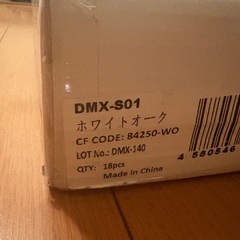 DMX-S01
ホワイトオーク
CF CODE: 84250-WO
LOT No.: DMX-140
QTY: 18pcs
Made in China
4 580546